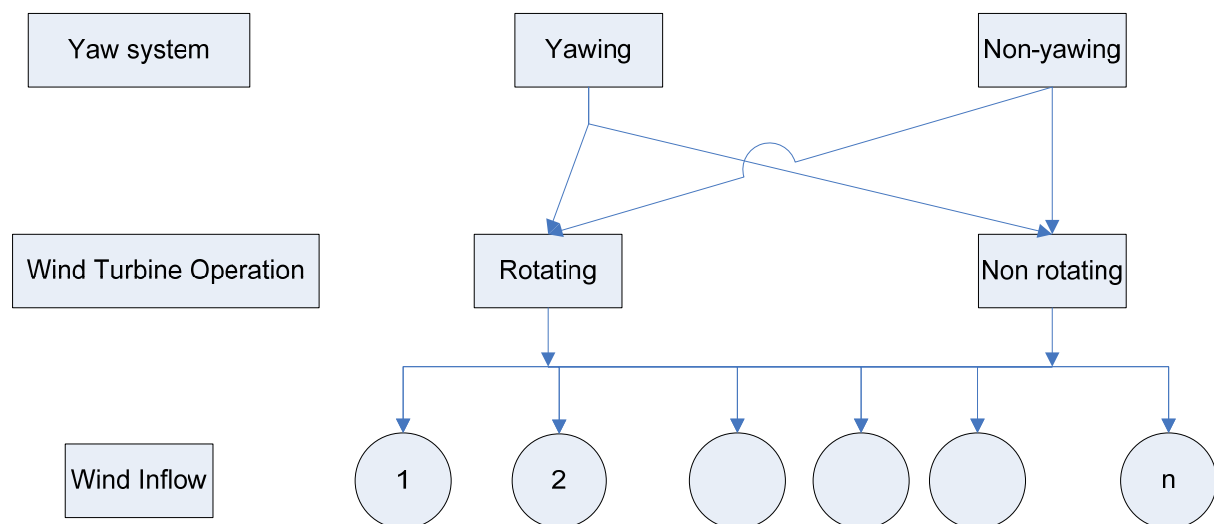 Yaw system
Yawing
Non-yawing
Wind Turbine Operation
Rotating
Non rotating
Wind Inflow
1
2
n